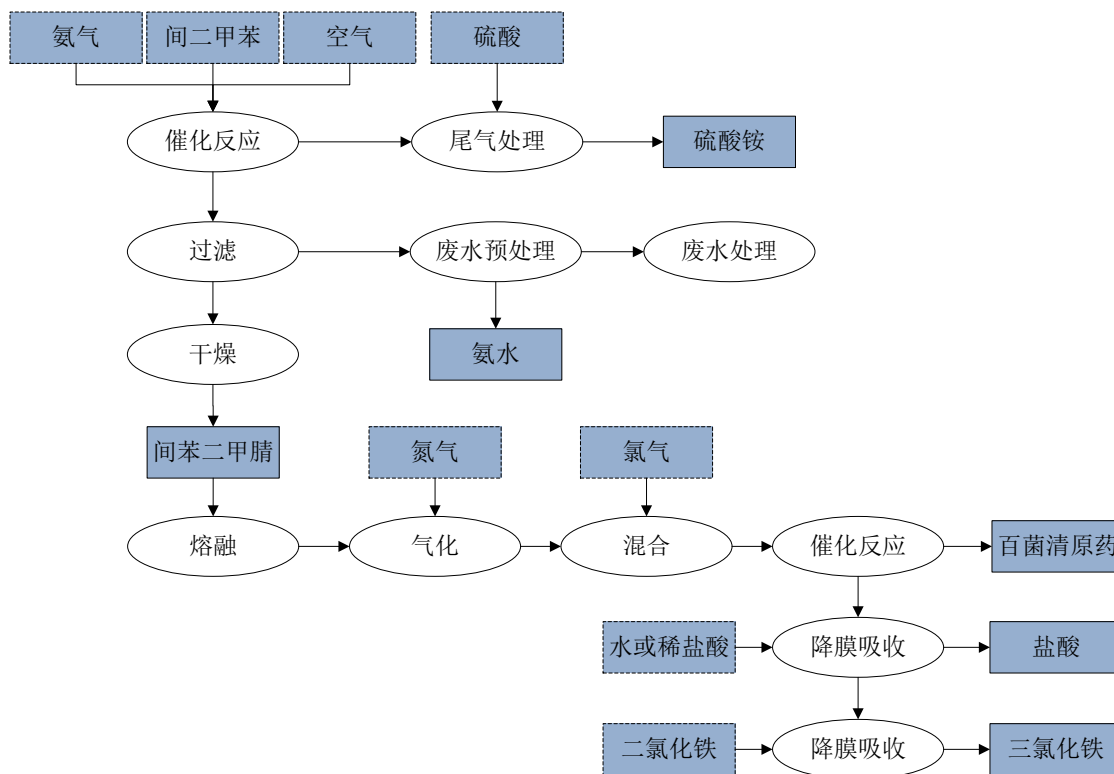 氨气
间二甲苯
空气
硫酸
催化反应
尾气处理
硫酸铵
过滤
废水预处理
废水处理
干燥
氨水
间苯二甲腈
氮气
氯气
熔融
气化
混合
催化反应
百菌清原药
水或稀盐酸
降膜吸收
盐酸
二氯化铁
降膜吸收
三氯化铁